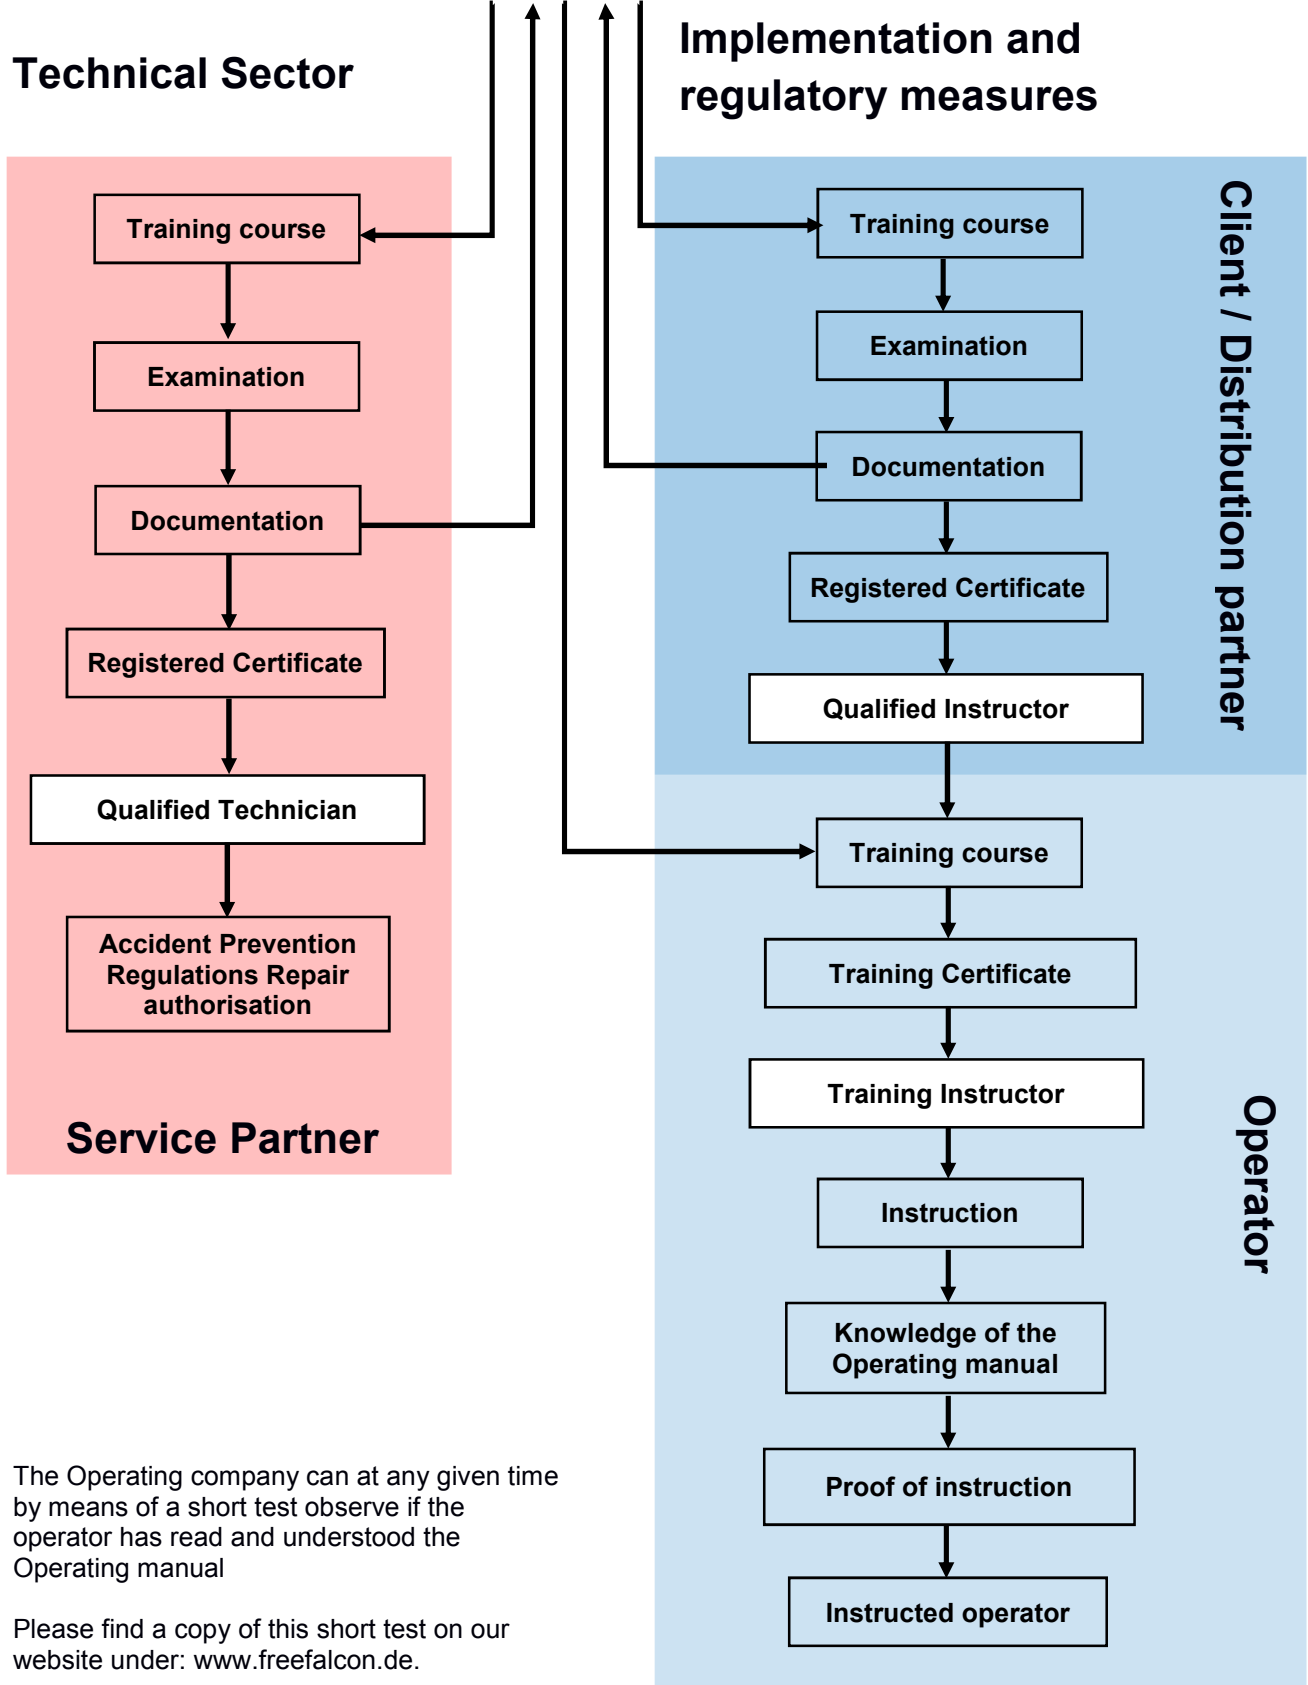 Technical Sector
Implementation and
regulatory measures
Training course
Examination
Documentation
Registered Certificate
Qualified Technician
Accident Prevention
Regulations Repair
authorisation
Service Partner
Client / Distribution partner
Training course
Examination
Documentation
Registered Certificate
Qualified Instructor
Training course
Training Certificate
Training Instructor
Instruction
Knowledge of the
Operating manual
Proof of instruction
Instructed operator
Operator
The Operating company can at any given time
by means of a short test observe if the
operator has read and understood the
Operating manual
Please find a copy of this short test on our
website under: www.freefalcon.de.